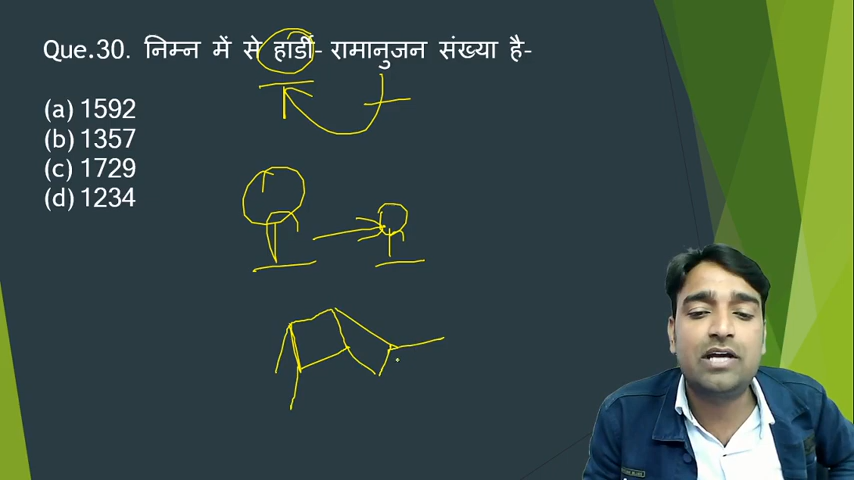 Que.30. निम्न में से हार्डी- रामानुजन संख्या है-
(a) 1592
(b) 1357
(c) 1729
(d) 1234